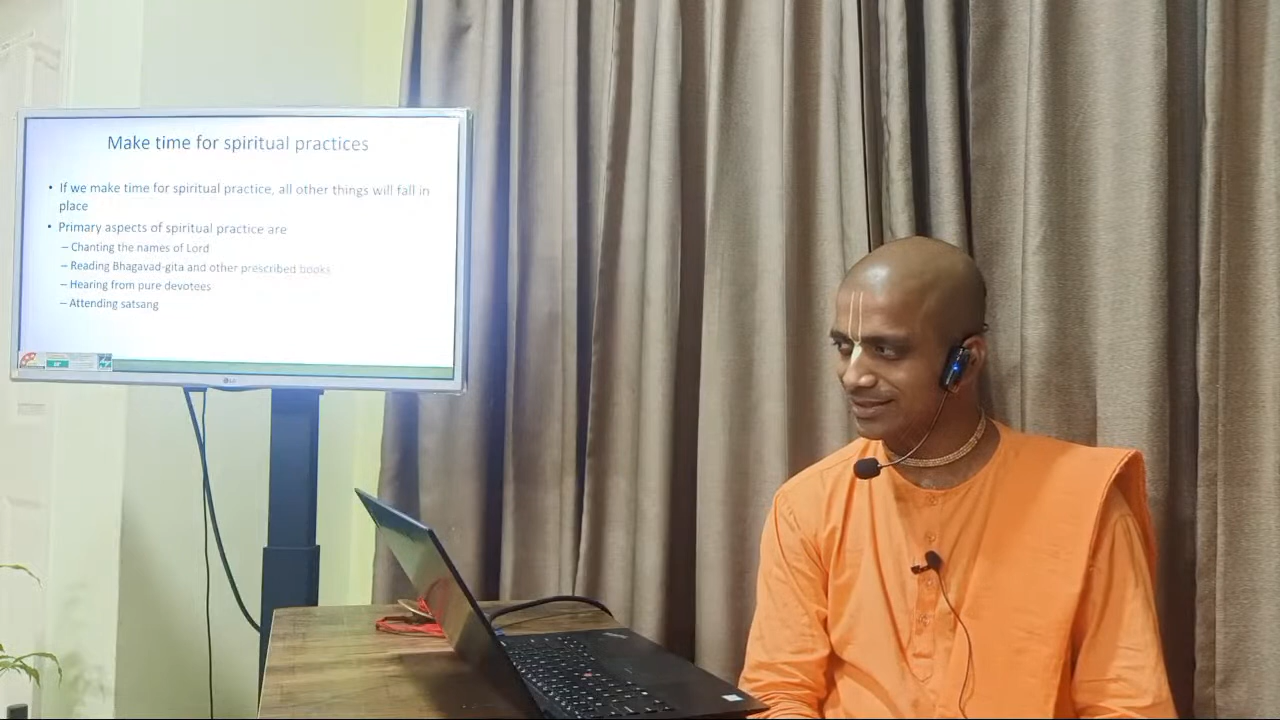 Make time for spiritual practices
• If we make time for spiritual practice, all other things will fall in
place
• Primary aspects of spiritual practice are
– Chanting the names of Lord
– Reading Bhagavad-gita and other prescribed books
– Hearing from pure devotees
– Attending satsang
LG